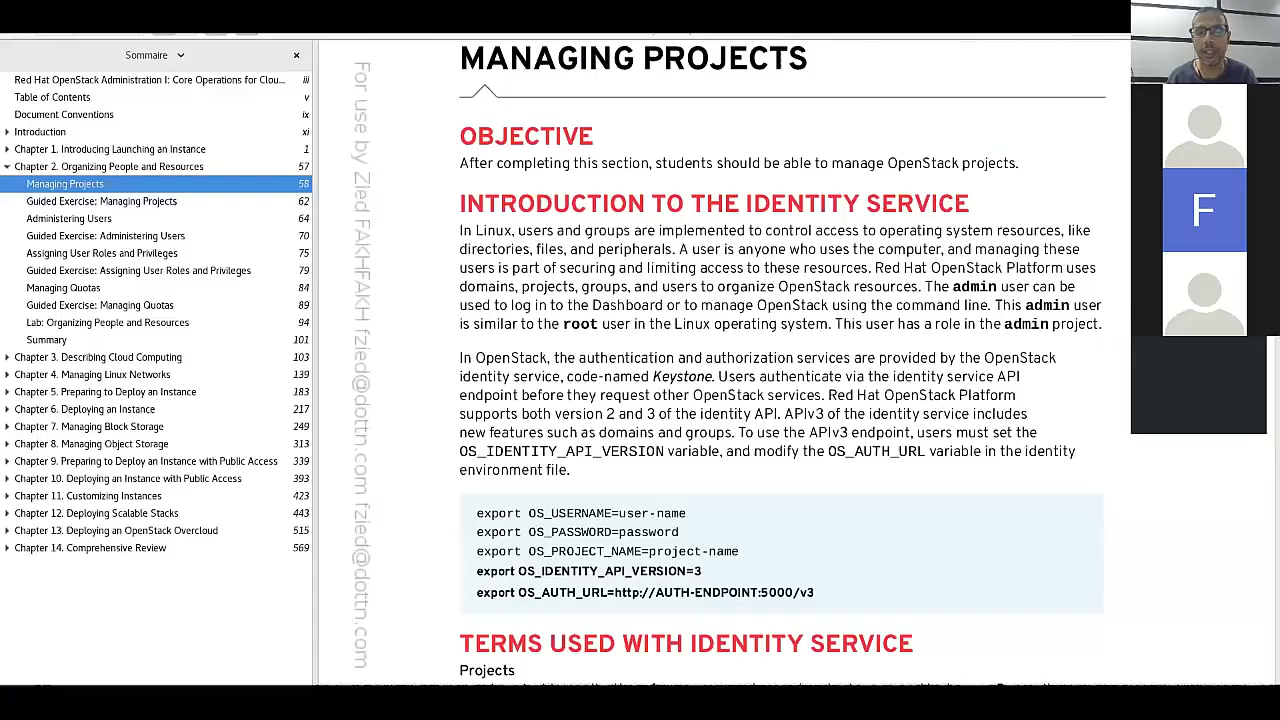 Sommaire
Red Hat OpenStack Administration I: Core Operations for Clou... iii
Table of Contents v
Document Conventions ix
Introduction xi
Chapter 1. Introducing Launching an Instance 1
Chapter 2. Organizing People and Resources 57
Managing Projects 58
Guided Exercise: Managing Projects 62
Administering Users 64
Guided Exercise: Administering Users 70
Assigning User Roles and Privileges 75
Guided Exercise: Assigning User Roles and Privileges 79
Managing Quotas 84
Guided Exercise: Managing Quotas 89
Lab: Organizing People and Resources 94
Summary 101
Chapter 3. Describing Cloud Computing 103
Chapter 4. Managing Linux Networks 139
Chapter 5. Preparing to Deploy an Instance 183
Chapter 6. Deploying an Instance 217
Chapter 7. Managing Block Storage 249
Chapter 8. Managing Object Storage 313
Chapter 9. Preparing to Deploy an Instance with Public Access 339
Chapter 10. Deploying an Instance with Public Access 393
Chapter 11. Customizing Instances 423
Chapter 12. Deploying Scalable Stacks 443
Chapter 13. Deploying an OpenStack Overcloud 515
Chapter 14. Comprehensive Review 569
For use by Zied FAKHFAKH fzied@dottn.com fzied@dottn.com
MANAGING PROJECTS
OBJECTIVE
After completing this section, students should be able to manage OpenStack projects.
INTRODUCTION TO THE IDENTITY SERVICE
In Linux, users and groups are implemented to control access to operating system resources, like
directories, files, and peripherals. A user is anyone who uses the computer, and managing these
users is part of securing and limiting access to these resources. Red Hat OpenStack Platform uses
domains, projects, groups, and users to organize OpenStack resources. The admin user can be
used to log in to the Dashboard or to manage OpenStack using the command line. This admin user
is similar to the root user in the Linux operating system. This user has a role in the admin project.
In OpenStack, the authentication and authorization services are provided by the OpenStack
identity service, code-named Keystone. Users authenticate via the identity service API
endpoint before they request other OpenStack services. Red Hat OpenStack Platform
supports both version 2 and 3 of the identity API. APIv3 of the identity service includes
new features such as domains and groups. To use the APIv3 endpoint, users must set the
OS_IDENTITY_API_VERSION variable, and modify the OS_AUTH_URL variable in the identity
environment file.
export OS_USERNAME=user-name
export OS_PASSWORD=password
export OS_PROJECT_NAME=project-name
export OS_IDENTITY_API_VERSION=3
export OS_AUTH_URL=http://AUTH-ENDPOINT:5000/v3
TERMS USED WITH IDENTITY SERVICE
Projects
F